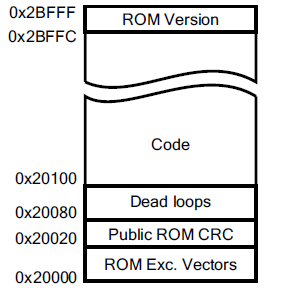 0x2BFFF
ROM Version
0x2BFFC
Code
0x20100
Dead loops
0x20080
Public ROM CRC
0x20020
ROM Exc. Vectors
0x20000